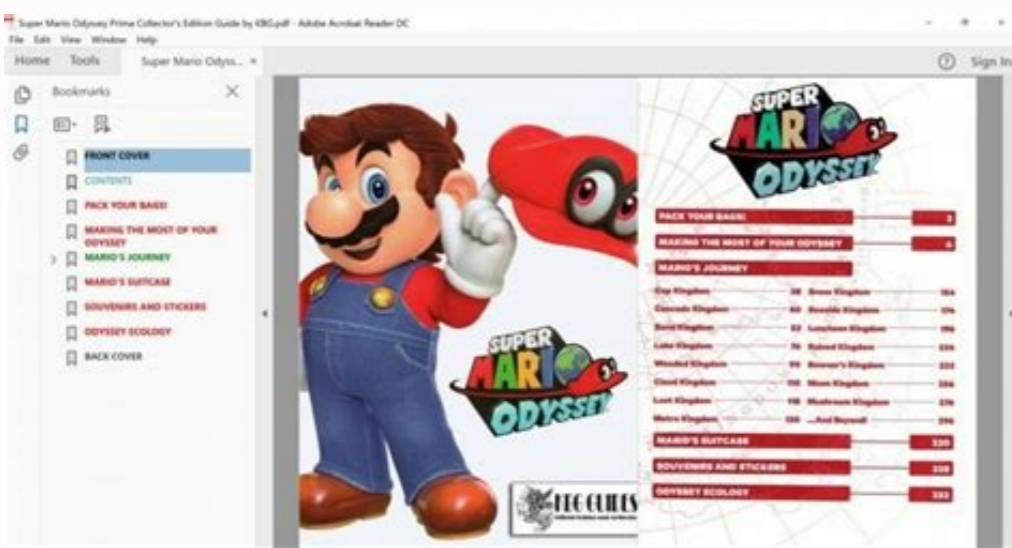 Super Mario Odyssey Prima Collector's Edition Guide by KBG.pdf - Adobe Acrobat Reader DC
File Edit View Window Help
Home Tools Super Mario Odyss... ×
Sign In
Bookmarks
FRONT COVER
CONTENTS
PACK YOUR BAGS!
MAKING THE MOST OF YOUR
ODYSSEY
MARIO'S JOURNEY
MARIO'S SUITCASE
SOUVENIRS AND STICKERS
ODYSSEY ECOLOGY
BACK COVER
SUPER
MARIO
ODYSSEY
KBG GUIDES
SUPER
MARIO
ODYSSEY
PACK YOUR BAGS! 2
MAKING THE MOST OF YOUR ODYSSEY 6
MARIO'S JOURNEY
Cap Kingdom Snow Kingdom
Cascade Kingdom Seaside Kingdom
Sand Kingdom Luncheon Kingdom
Lake Kingdom Ruined Kingdom
Wooded Kingdom Bowser's Kingdom
Cloud Kingdom Moon Kingdom
Lost Kingdom Mushroom Kingdom
Metro Kingdom ...And Beyond!
MARIO'S SUITCASE
SOUVENIRS AND STICKERS
ODYSSEY ECOLOGY